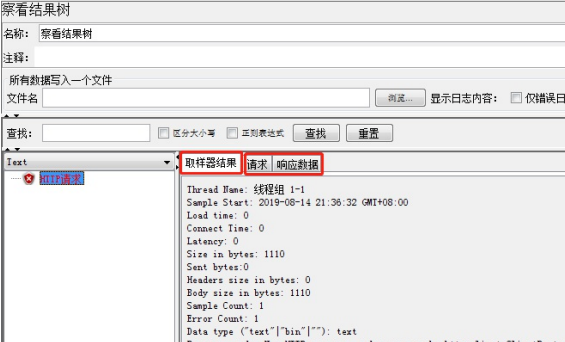 察看结果树
名称： 察看结果树
注释：
所有数据写入一个文件
文件名 浏览... 显示日志内容： 仅错误日
查找： 区分大小写 正则表达式 查找 重置
Text
取样器结果 请求 响应数据
HTTP请求
Thread Name: 线程组 1-1
Sample Start: 2019-08-14 21:36:32 GMT+08:00
Load time: 0
Connect Time: 0
Latency: 0
Size in bytes: 1110
Sent bytes:0
Headers size in bytes: 0
Body size in bytes: 1110
Sample Count: 1
Error Count: 1
Data type ("text"|"bin"|""): text